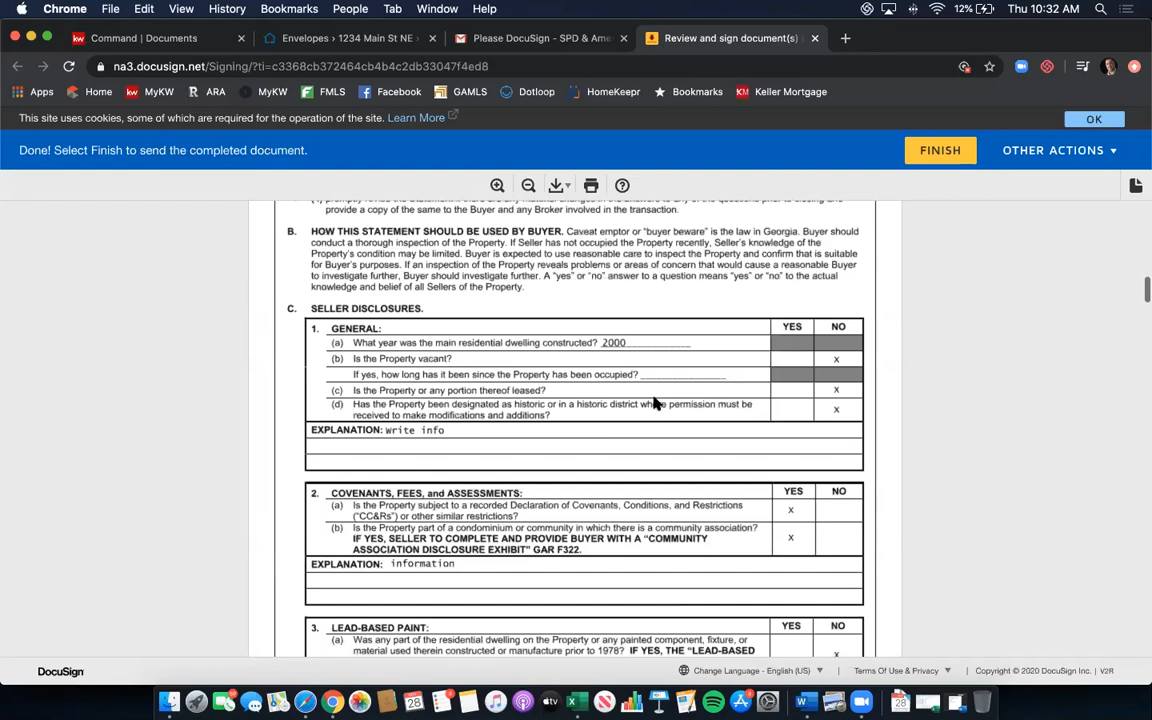 Chrome File Edit View History Bookmarks People Tab Window Help 12% Thu 10:32 AM
Command | Documents Envelopes > 1234 Main St NE > Please DocuSign - SPD & Ame Review and sign document(s)
na3.docusign.net/Signing/?ti=c3368cb372464cb4b4c2db33047f4ed8
Apps Home MyKW ARA MyKW FMLS Facebook GAMLS Dotloop HomeKeepr Bookmarks Keller Mortgage
This site uses cookies, some of which are required for the operation of the site. Learn More OK
Done! Select Finish to send the completed document. FINISH OTHER ACTIONS
provide a copy of the same to the Buyer and any Broker involved in the transaction.
B. HOW THIS STATEMENT SHOULD BE USED BY BUYER. Caveat emptor or "buyer beware" is the law in Georgia. Buyer should
conduct a thorough inspection of the Property. If Seller has not occupied the Property recently, Seller's knowledge of the
Property's condition may be limited. Buyer is expected to use reasonable care to inspect the Property and confirm that is suitable
for Buyer's purposes. If an inspection of the Property reveals problems or areas of concern that would cause a reasonable Buyer
to investigate further, Buyer should investigate further. A "yes" or "no" answer to a question means "yes" or "no" to the actual
knowledge and belief of all Sellers of the Property.
C. SELLER DISCLOSURES.
1. GENERAL: YES NO
(a) What year was the main residential dwelling constructed? 2000
(b) Is the Property vacant? x
If yes, how long has it been since the Property has been occupied?
(c) Is the Property or any portion thereof leased? x
(d) Has the Property been designated as historic or in a historic district permission must be
received to make modifications and additions? x
EXPLANATION: Write info
2. COVENANTS, FEES, and ASSESSMENTS: YES NO
(a) Is the Property subject to a recorded Declaration of Covenants, Conditions, and Restrictions
("CC&Rs") or other similar restrictions? x
(b) Is the Property part of a condominium or community in which there is a community association?
IF YES, SELLER TO COMPLETE AND PROVIDE BUYER WITH A "COMMUNITY x
ASSOCIATION DISCLOSURE EXHIBIT" GAR F322.
EXPLANATION: information
3. LEAD-BASED PAINT: YES NO
(a) Was any part of the residential dwelling on the Property or any painted component, fixture, or
material used therein constructed or manufacture prior to 1978? IF YES, THE "LEAD-BASED x
DocuSign Change Language - English (US) Terms Of Use & Privacy Copyright © 2020 DocuSign Inc. | V2R